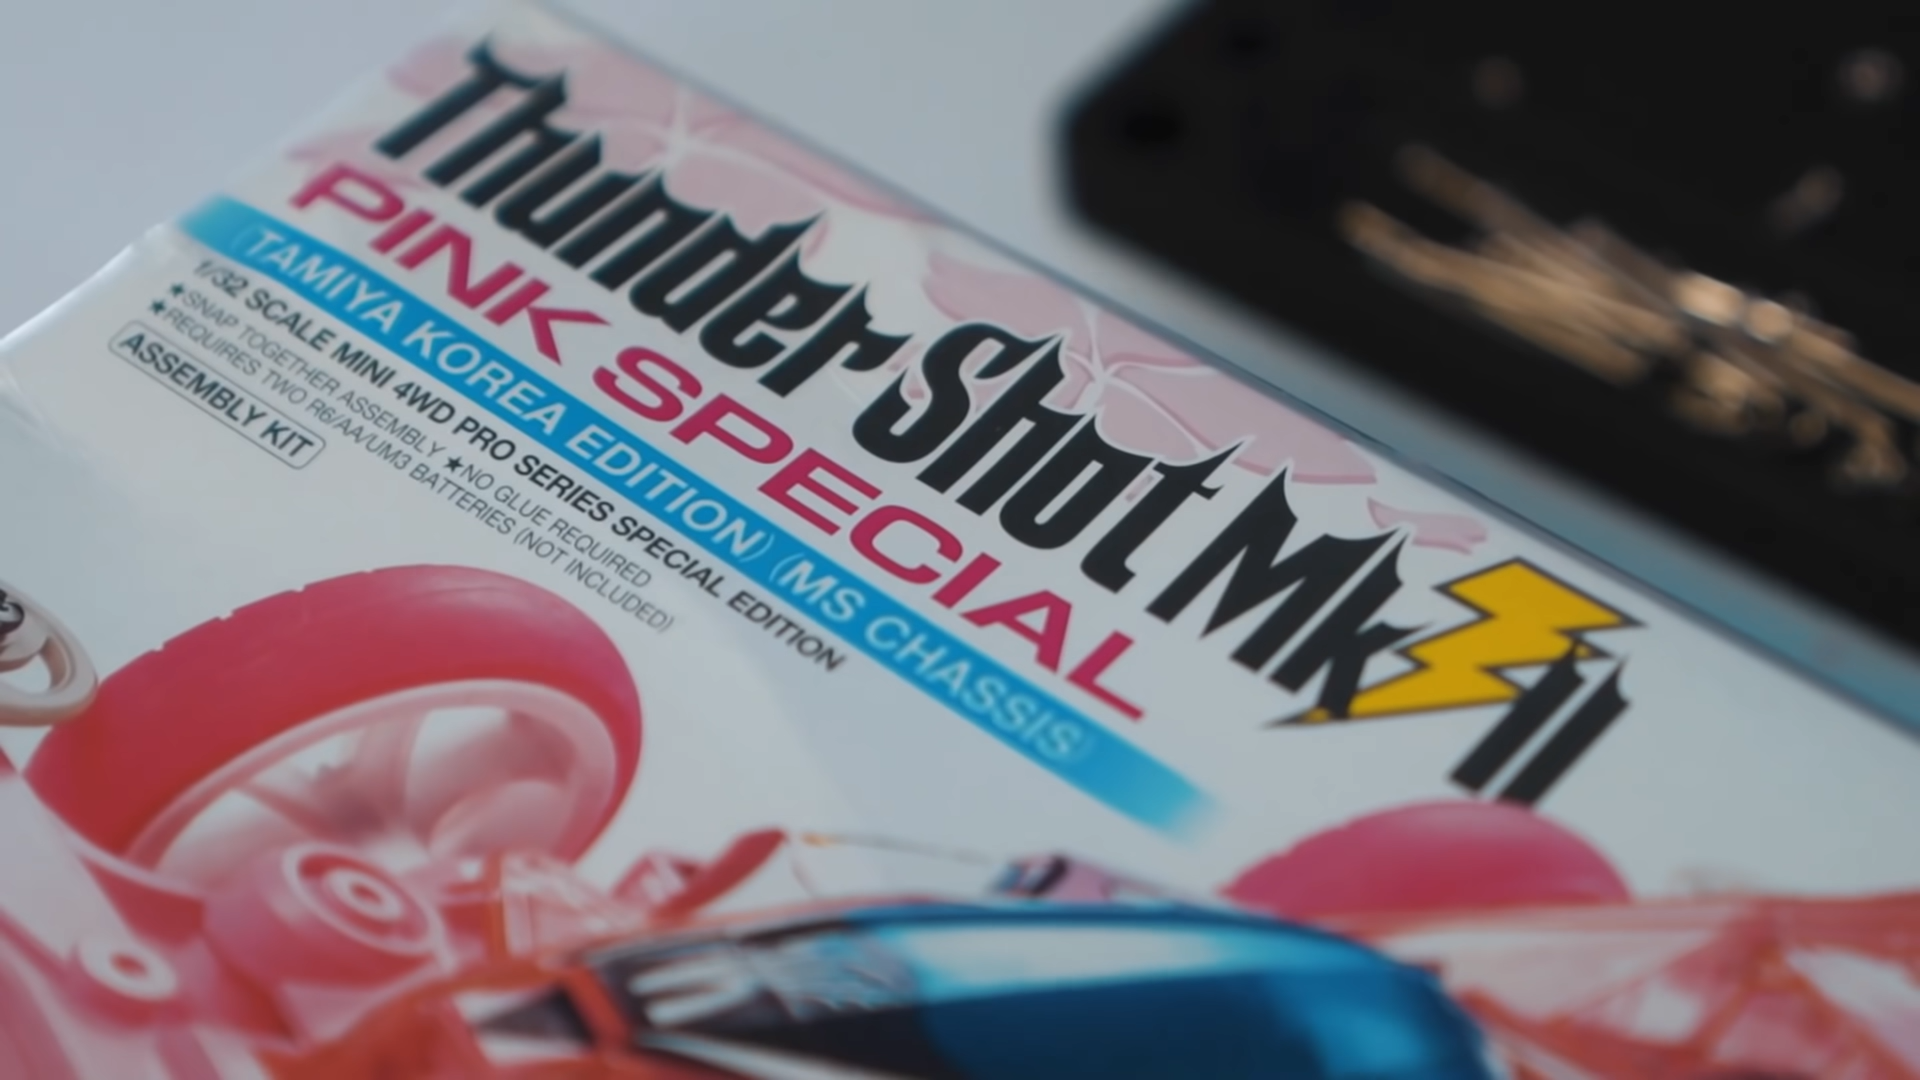 Thunder Shot Mk II
PINK SPECIAL
(TAMIYA KOREA EDITION) (MS CHASSIS)
1/32 SCALE MINI 4WD PRO SERIES SPECIAL EDITION
★SNAP TOGETHER ASSEMBLY ★NO GLUE REQUIRED
★REQUIRES TWO R6/AA/UM3 BATTERIES (NOT INCLUDED)
ASSEMBLY KIT